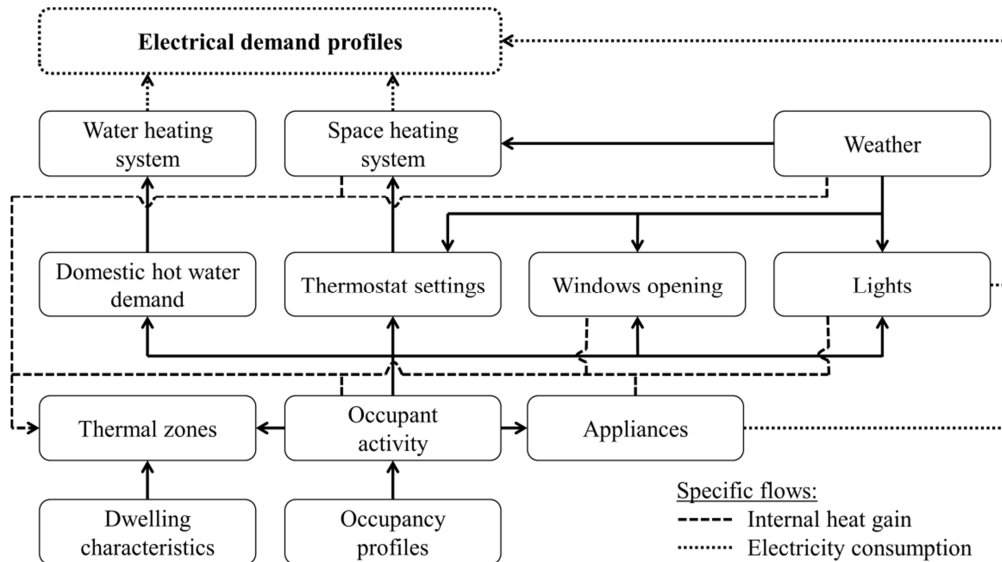 Electrical demand profiles
Water heating
system
Space heating
system
Weather
Domestic hot water
demand
Thermostat settings
Windows opening
Lights
Thermal zones
Occupant
activity
Appliances
Dwelling
characteristics
Occupancy
profiles
Specific flows:
Internal heat gain
Electricity consumption